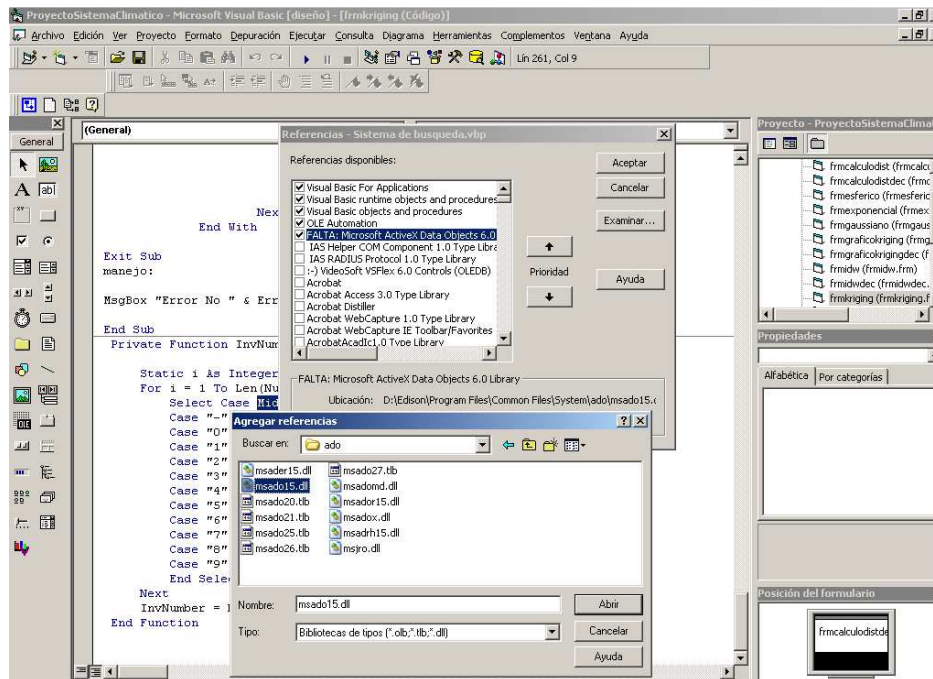 ProyectoSistemaClimatico - Microsoft Visual Basic [diseño] - [frmkriging (Código)]
Archivo Edición Ver Proyecto Formato Depuración Ejecutar Consulta Diagrama Herramientas Complementos Ventana Ayuda
Lín 261, Col 9
General
(General)
Nex
End With
Exit Sub
manejo:
MsgBox "Error No " & Err
End Sub
Private Function InvNum
Static i As Integer
For i = 1 To Len(Nu
Select Case Mid
Case "-"
Case "0"
Case "1"
Case "2"
Case "3"
Case "4"
Case "5"
Case "6"
Case "7"
Case "8"
Case "9"
End Sele
Next
InvNumber =
End Function
Referencias - Sistema de busqueda.vbp
Referencias disponibles:
Visual Basic For Applications
Visual Basic runtime objects and procedures
Visual Basic objects and procedures
OLE Automation
FALTA: Microsoft ActiveX Data Objects 6.0
IAS Helper COM Component 1.0 Type Libra
IAS RADIUS Protocol 1.0 Type Library
:-) VideoSoft VSFlex 6.0 Controls (OLEDB)
Acrobat
Acrobat Access 3.0 Type Library
Acrobat Distiller
Acrobat WebCapture 1.0 Type Library
Acrobat WebCapture IE Toolbar/Favorites
AcrobatAcadIc1.0 Type Library
Aceptar
Cancelar
Examinar...
Prioridad
Ayuda
FALTA: Microsoft ActiveX Data Objects 6.0 Library
Ubicación: D:\Edison\Program Files\Common Files\System\ado\msado15.c
Agregar referencias
Buscar en: ado
msader15.dll
msado15.dll
msado20.tlb
msado21.tlb
msado25.tlb
msado26.tlb
msado27.tlb
msadomd.dll
msador15.dll
msadox.dll
msadrh15.dll
msjro.dll
Nombre: msado15.dll
Abrir
Tipo: Bibliotecas de tipos (*.olb;*.tlb;*.dll)
Cancelar
Ayuda
Proyecto - ProyectoSistemaClimat
frmcalculodist (frmcalcu
frmcalculodistdec (frmc
frmesferico (frmesferic
frmexponencial (frmex
frmgaussiano (frmgaus
frmgraficokriging (frmg
frmgraficokrigingdec (f
frmidw (frmidw.frm)
frmidwdec (frmidwdec.
frmkriging (frmkriging.f
Propiedades
Alfabética
Por categorías
Posición del formulario
frmcalculodistde